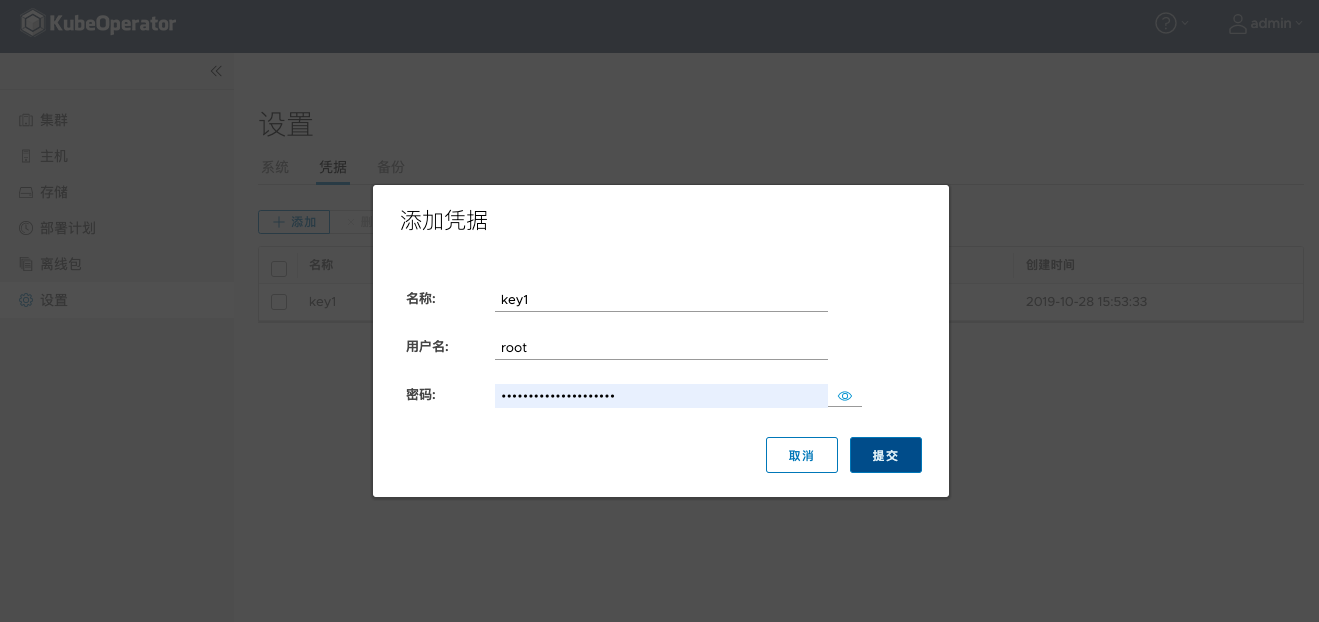 KubeOperator
? admin
集群
主机
存储
部署计划
离线包
设置
设置
系统 凭据 备份
+ 添加
名称 创建时间
key1 2019-10-28 15:53:33
添加凭据
名称: key1
用户名: root
密码: •••••••••••••••••••••
取消 提交